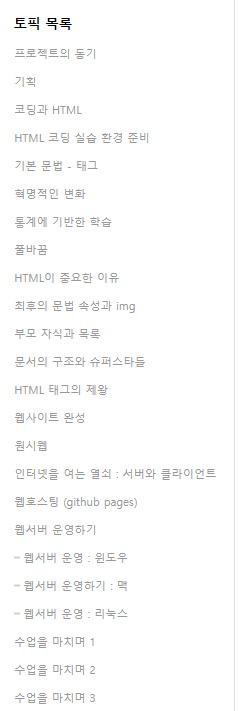 토픽 목록
프로젝트의 동기
기획
코딩과 HTML
HTML 코딩 실습 환경 준비
기본 문법 - 태그
혁명적인 변화
통계에 기반한 학습
줄바꿈
HTML이 중요한 이유
최후의 문법 속성과 img
부모 자식과 목록
문서의 구조와 슈퍼스타들
HTML 태그의 제왕
웹사이트 완성
원시웹
인터넷을 여는 열쇠 : 서버와 클라이언트
웹호스팅 (github pages)
웹서버 운영하기
웹서버 운영 : 윈도우
웹서버 운영하기 : 맥
웹서버 운영 : 리눅스
수업을 마치며 1
수업을 마치며 2
수업을 마치며 3